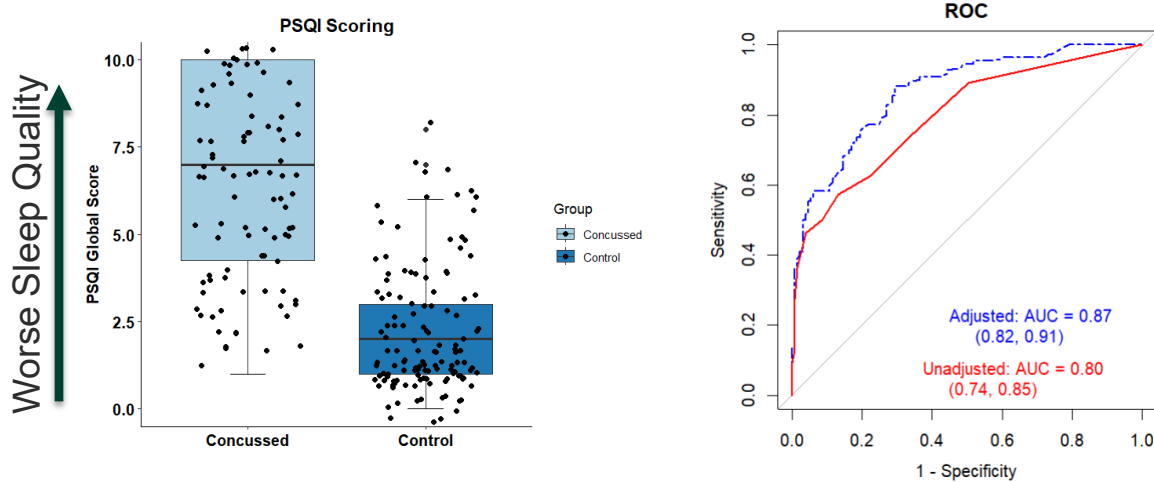 Worse Sleep Quality
PSQI Scoring
PSQI Global Score
10.0
7.5
5.0
2.5
0.0
Concussed
Control
Group
Concussed
Control
ROC
Sensitivity
1.0
0.8
0.6
0.4
0.2
0.0
Adjusted: AUC = 0.87
(0.82, 0.91)
Unadjusted: AUC = 0.80
(0.74, 0.85)
0.0
0.2
0.4
0.6
0.8
1.0
1 - Specificity